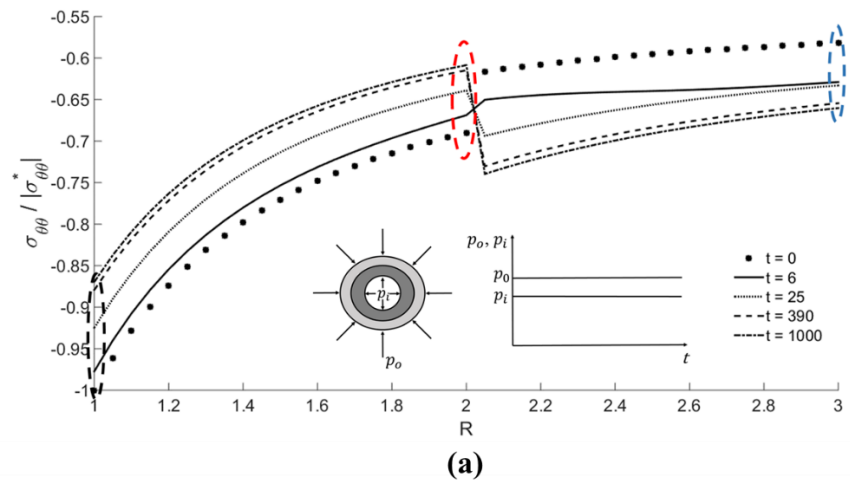 -0.55
-0.6
-0.65
-0.7
-0.75
-0.8
-0.85
-0.9
-0.95
-1
σθθ / |σ*θθ|
1 1.2 1.4 1.6 1.8 2 2.2 2.4 2.6 2.8 3
R
pi
po
po, pi
p0
pi
t
t = 0
t = 6
t = 25
t = 390
t = 1000
(a)